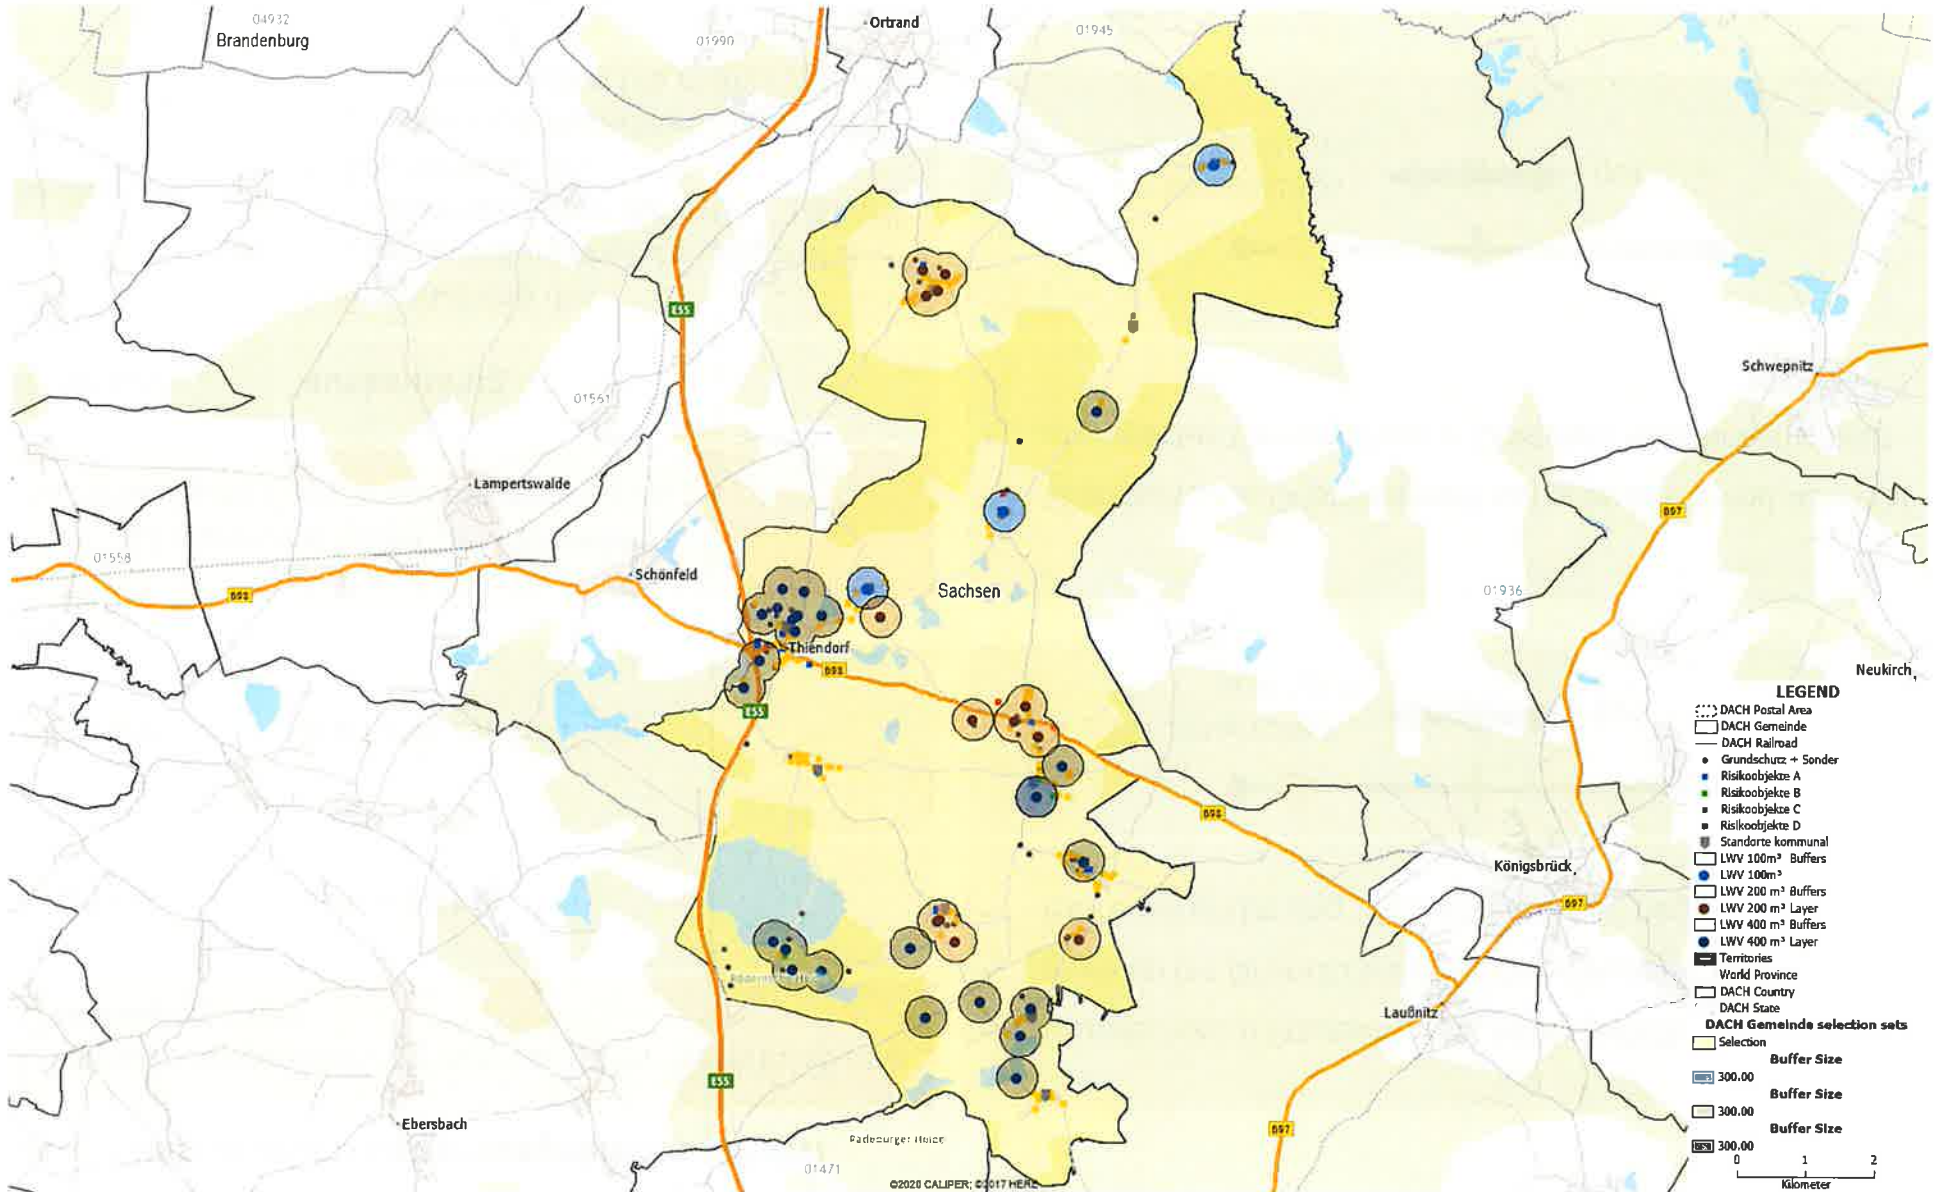 04932
Brandenburg
01990
Ortrand
01945
E55
Schwepnitz
01561
Lampertswalde
B97
01558
Schönfeld
B98
Sachsen
01936
Thiendorf
B98
Neukirch
E55
B98
Königsbrück
B97
Laußnitz
E55
Ebersbach
B97
Radeburger Heide
01471
©2020 CALIPER; ©2017 HERE
LEGEND
DACH Postal Area
DACH Gemeinde
DACH Railroad
Grundschutz + Sonder
Risikoobjekte A
Risikoobjekte B
Risikoobjekte C
Risikoobjekte D
Standorte kommunal
LWV 100m³ Buffers
LWV 100m³
LWV 200 m³ Buffers
LWV 200 m³ Layer
LWV 400 m³ Buffers
LWV 400 m³ Layer
Territories
World Province
DACH Country
DACH State
DACH Gemeinde selection sets
Selection
Buffer Size
300.00
Buffer Size
300.00
Buffer Size
300.00
0 1 2
Kilometer